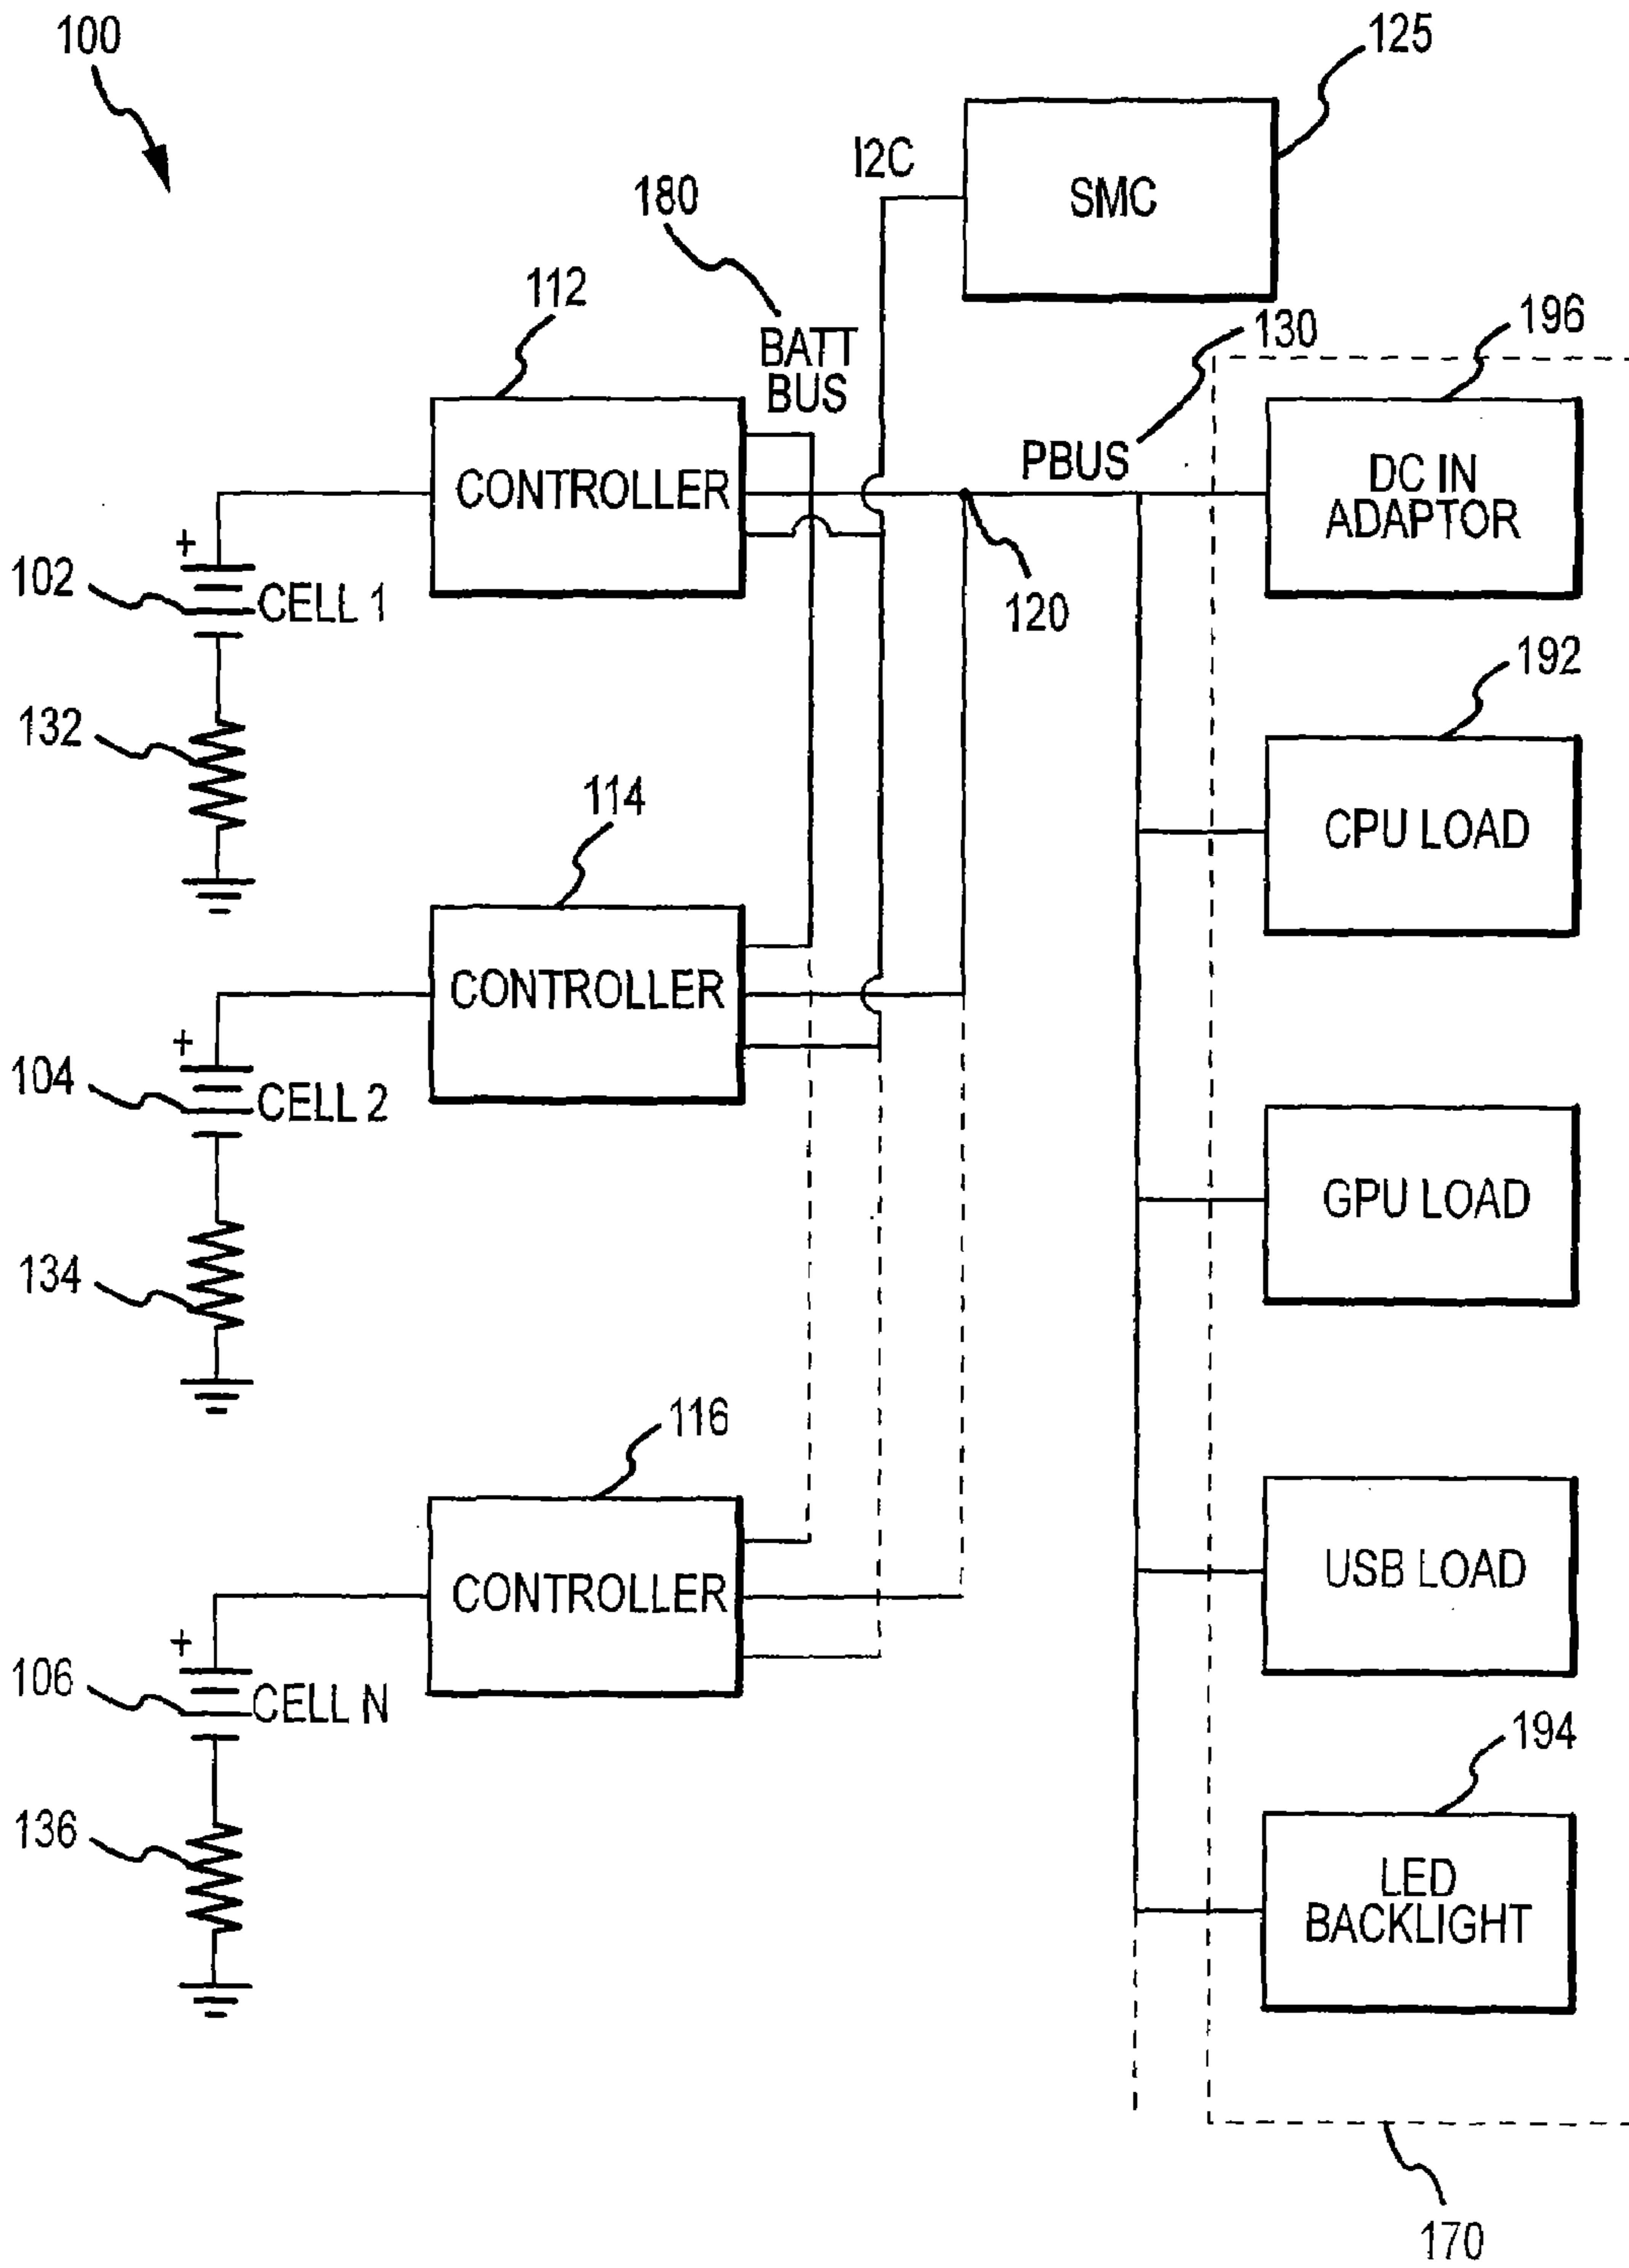 100
125
I2C
SMC
180
112
BATT
BUS
130
196
PBUS
CONTROLLER
DC IN
ADAPTOR
+
102
CELL 1
120
192
132
114
CPU LOAD
CONTROLLER
+
104
CELL 2
GPU LOAD
134
116
USB LOAD
CONTROLLER
+
106
CELL N
194
136
LED
BACKLIGHT
170